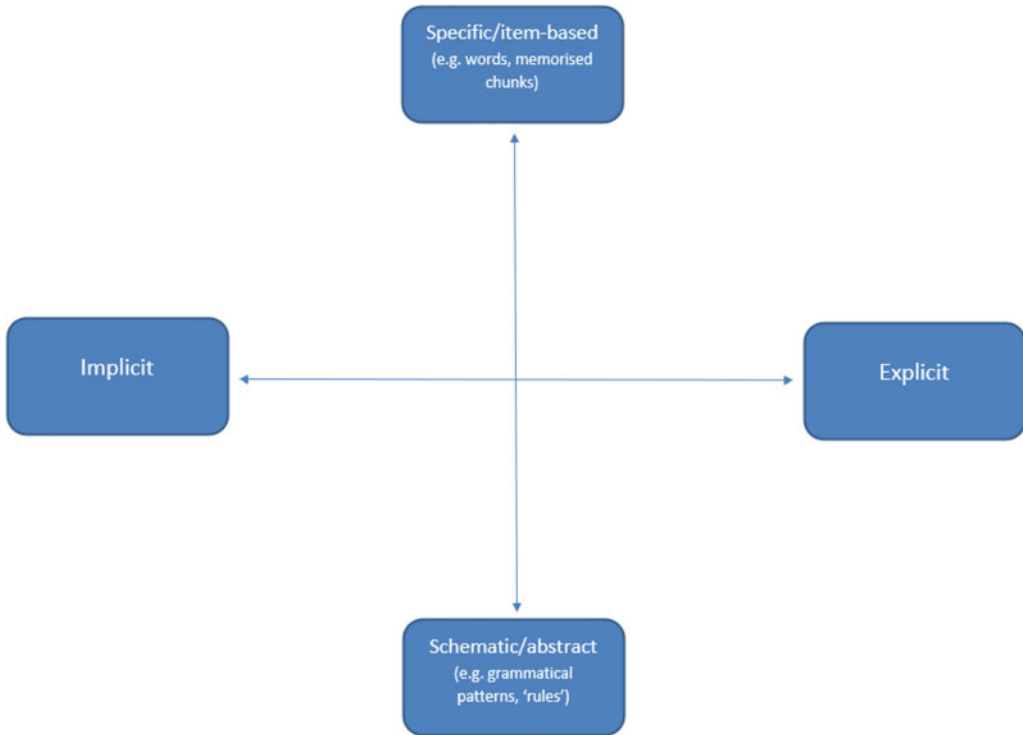 Specific/item-based
(e.g. words, memorised
chunks)
Implicit
Explicit
Schematic/abstract
(e.g. grammatical
patterns, ‘rules’)